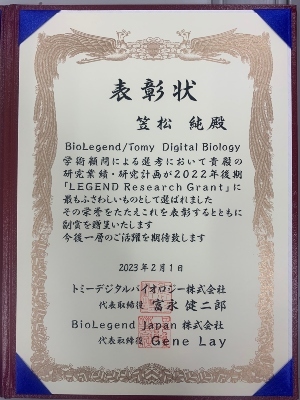 表彰状
笠松 純 殿
BioLegend/Tomy Digital Biology
学術顧問による選考において貴殿の
研究業績・研究計画が2022年後期
「LEGEND Research Grant」に
最もふさわしいものとして選ばれました
その栄誉をたたえこれを表彰するとともに
副賞を贈呈いたします
今後一層のご活躍を期待致します
2023年2月1日
トミーデジタルバイオロジー株式会社
代表取締役 富永 健二郎
BioLegend Japan 株式会社
代表取締役 Gene Lay